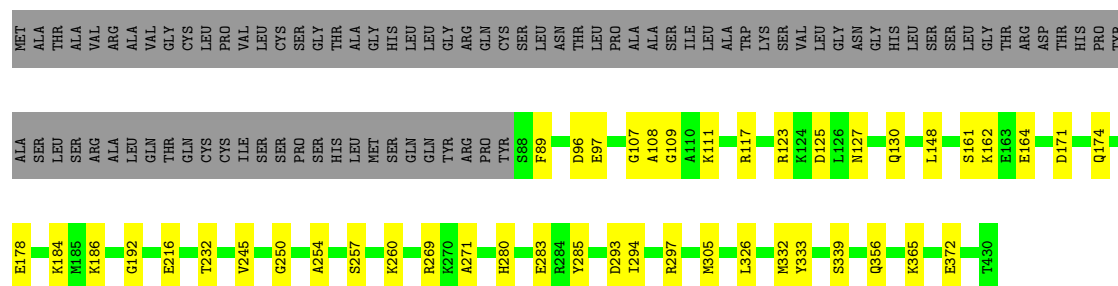 MET ALA THR ALA VAL ARG ALA VAL GLY CYS LEU PRO VAL LEU CYS SER GLY THR ALA GLY HIS LEU LEU GLY ARG GLN CYS SER LEU ASN THR LEU PRO ALA ALA SER ILE LEU ALA TRP LYS SER VAL LEU GLY ASN GLY HIS LEU SER SER LEU GLY THR ARG ASP THR HIS PRO TYR
ALA SER LEU SER ARG ALA LEU GLN THR GLN CYS CYS ILE SER SER PRO SER HIS LEU MET SER GLN GLN TYR ARG PRO TYR S88 F89 D96 E97 G107 A108 G109 A110 K111 R117 R123 K124 D125 L126 N127 Q130 L148 S161 K162 E163 E164 D171 Q174
E178 K184 M185 K186 G192 E216 T232 V245 G250 A254 S257 K260 R269 K270 A271 H280 E283 R284 Y285 D293 I294 R297 M305 L326 M332 Y333 S339 Q356 K365 E372 T430